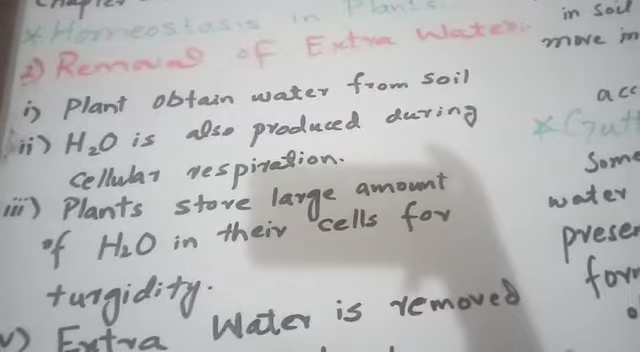 Chapter
* Homeostasis in Plants
2) Removal of Extra Water.
i) Plant obtain water from soil
ii) H₂O is also produced during
cellular respiration.
iii) Plants store large amount
of H₂O in their cells for
turgidity.
v) Extra Water is removed
in soil
move in
acc
* Gutt
Some
water
presen
form